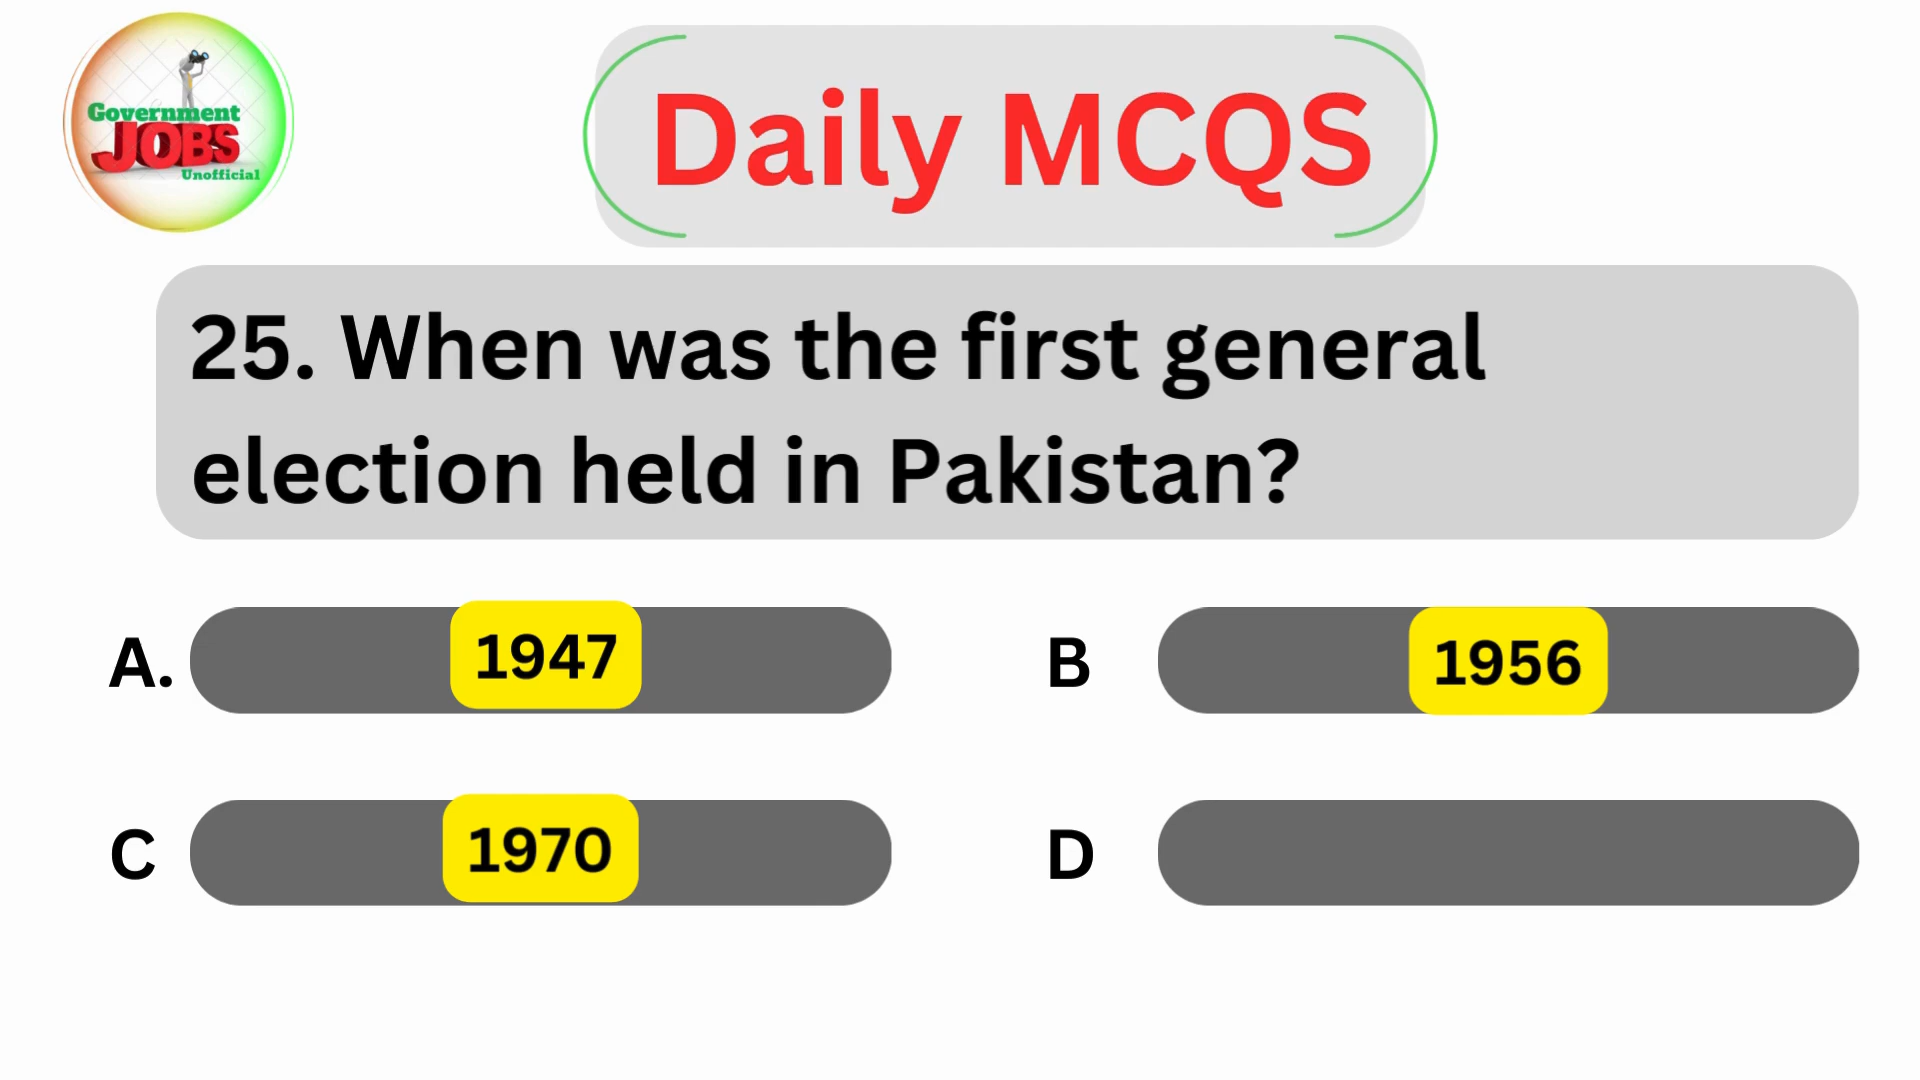 Government
JOBS
Unofficial
Daily MCQS
25. When was the first general
election held in Pakistan?
A. 1947
B 1956
C 1970
D